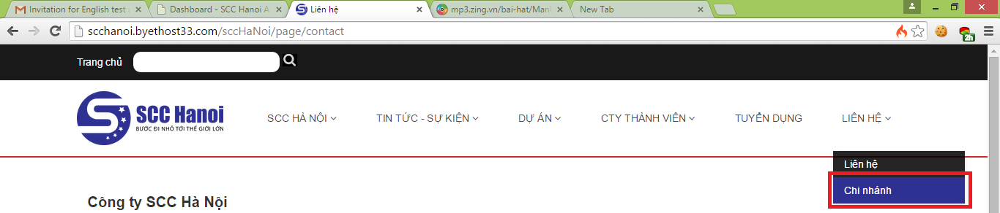 Invitation for English test
Dashboard - SCC Hanoi A
Liên hệ
mp3.zing.vn/bai-hat/Manl
New Tab
scchanoi.byethost33.com/sccHaNoi/page/contact
2h
Trang chủ
SCC Hanoi
BƯỚC ĐI NHỎ TỚI THẾ GIỚI LỚN
SCC HÀ NỘI
TIN TỨC - SỰ KIỆN
DỰ ÁN
CTY THÀNH VIÊN
TUYỂN DỤNG
LIÊN HỆ
Liên hệ
Chi nhánh
Công ty SCC Hà Nội